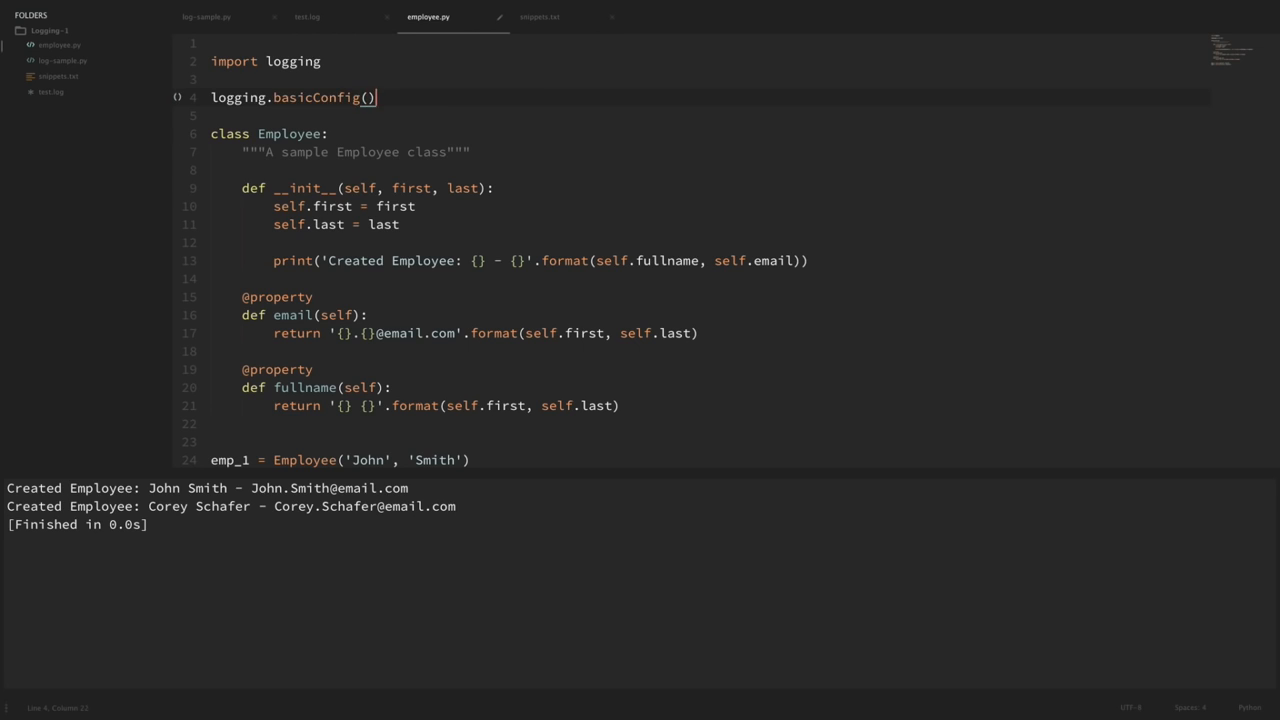 FOLDERS
Logging-1
employee.py
log-sample.py
snippets.txt
test.log
log-sample.py × test.log × employee.py snippets.txt ×
1
2 import logging
3
4 logging.basicConfig()
5
6 class Employee:
7 """A sample Employee class"""
8
9 def __init__(self, first, last):
10 self.first = first
11 self.last = last
12
13 print('Created Employee: {} - {}'.format(self.fullname, self.email))
14
15 @property
16 def email(self):
17 return '{}.{}@email.com'.format(self.first, self.last)
18
19 @property
20 def fullname(self):
21 return '{} {}'.format(self.first, self.last)
22
23
24 emp_1 = Employee('John', 'Smith')
Created Employee: John Smith - John.Smith@email.com
Created Employee: Corey Schafer - Corey.Schafer@email.com
[Finished in 0.0s]
Line 4, Column 22 UTF-8 Spaces: 4 Python